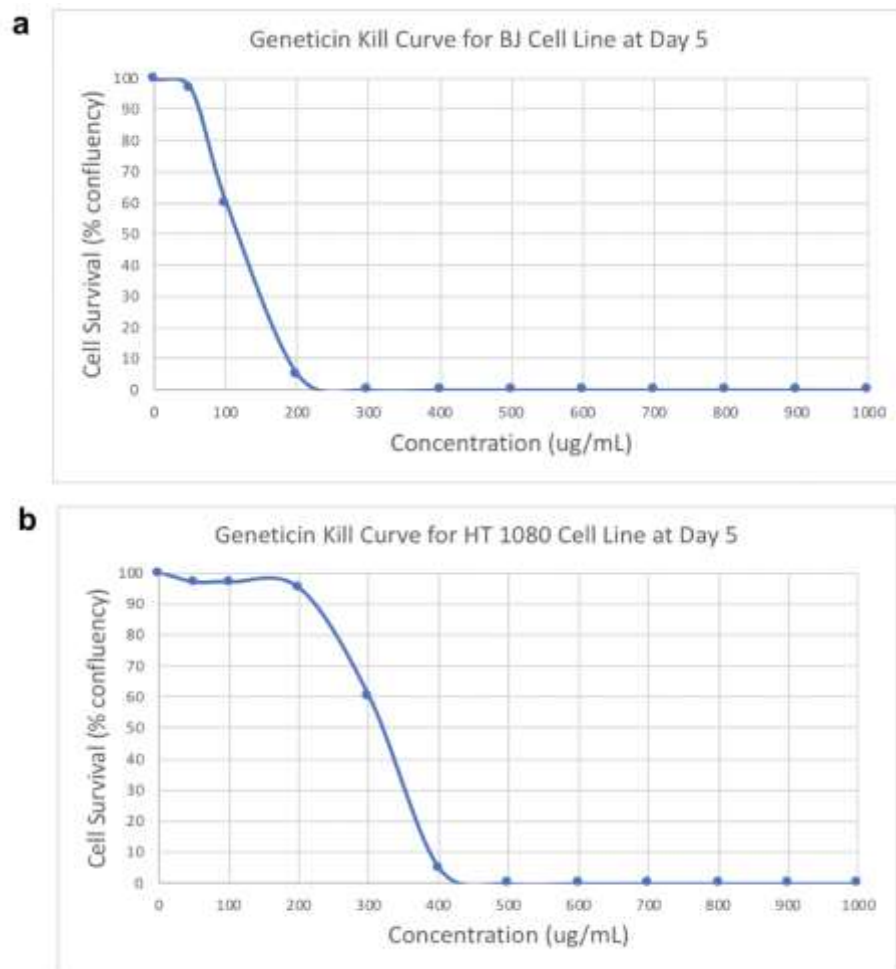 a
Geneticin Kill Curve for BJ Cell Line at Day 5
Cell Survival (% confluency)
100
90
80
70
60
50
40
30
20
10
0
0 100 200 300 400 500 600 700 800 900 1000
Concentration (ug/mL)
b
Geneticin Kill Curve for HT 1080 Cell Line at Day 5
Cell Survival (% confluency)
100
90
80
70
60
50
40
30
20
10
0
0 100 200 300 400 500 600 700 800 900 1000
Concentration (ug/mL)